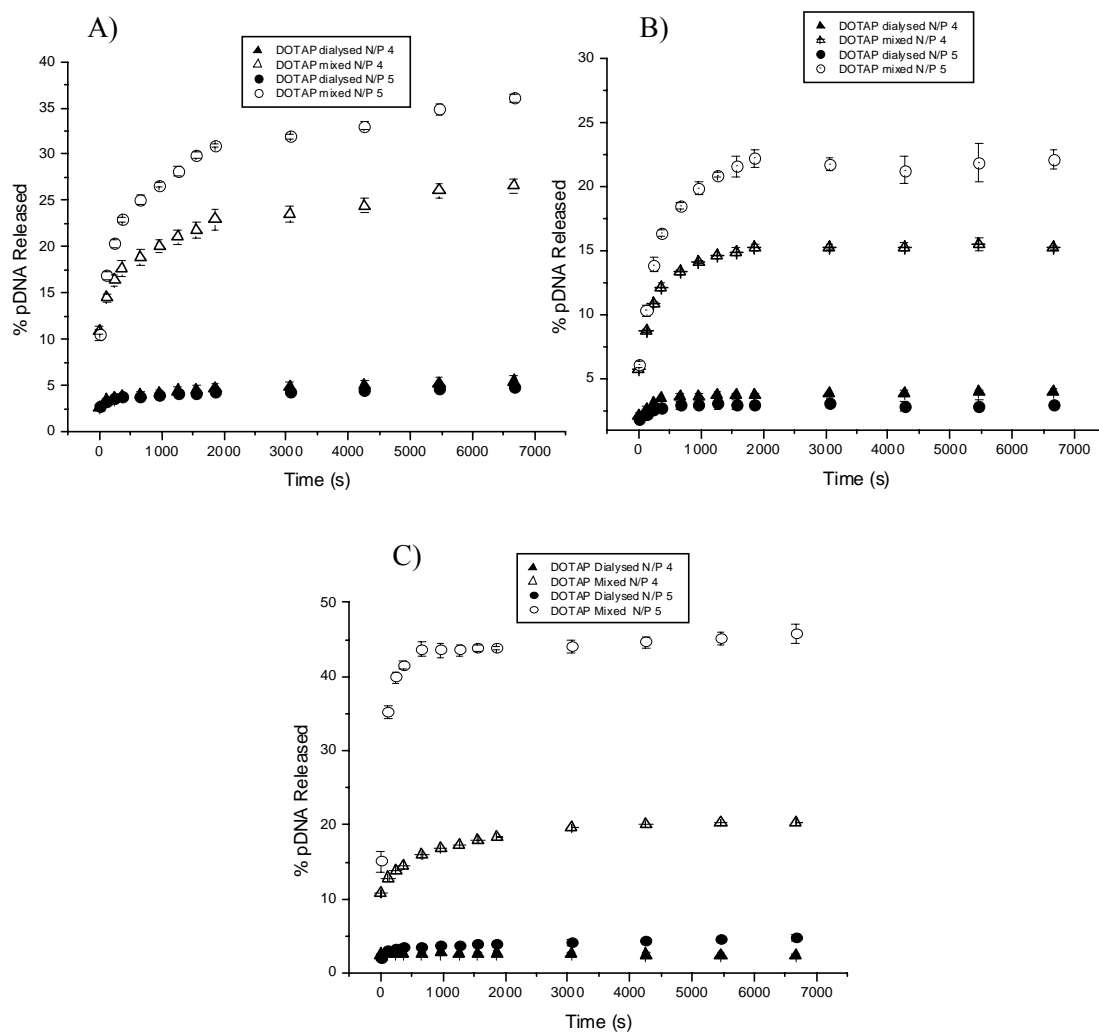 A)
DOTAP dialysed N/P 4
DOTAP mixed N/P 4
DOTAP dialysed N/P 5
DOTAP mixed N/P 5
40
35
30
25
20
15
10
5
0
% pDNA Released
0 1000 2000 3000 4000 5000 6000 7000
Time (s)
B)
DOTAP dialysed N/P 4
DOTAP mixed N/P 4
DOTAP dialysed N/P 5
DOTAP mixed N/P 5
25
20
15
10
5
% pDNA Released
0 1000 2000 3000 4000 5000 6000 7000
Time (s)
C)
DOTAP Dialysed N/P 4
DOTAP Mixed N/P 4
DOTAP Dialysed N/P 5
DOTAP Mixed N/P 5
50
40
30
20
10
0
% pDNA Released
0 1000 2000 3000 4000 5000 6000 7000
Time (s)